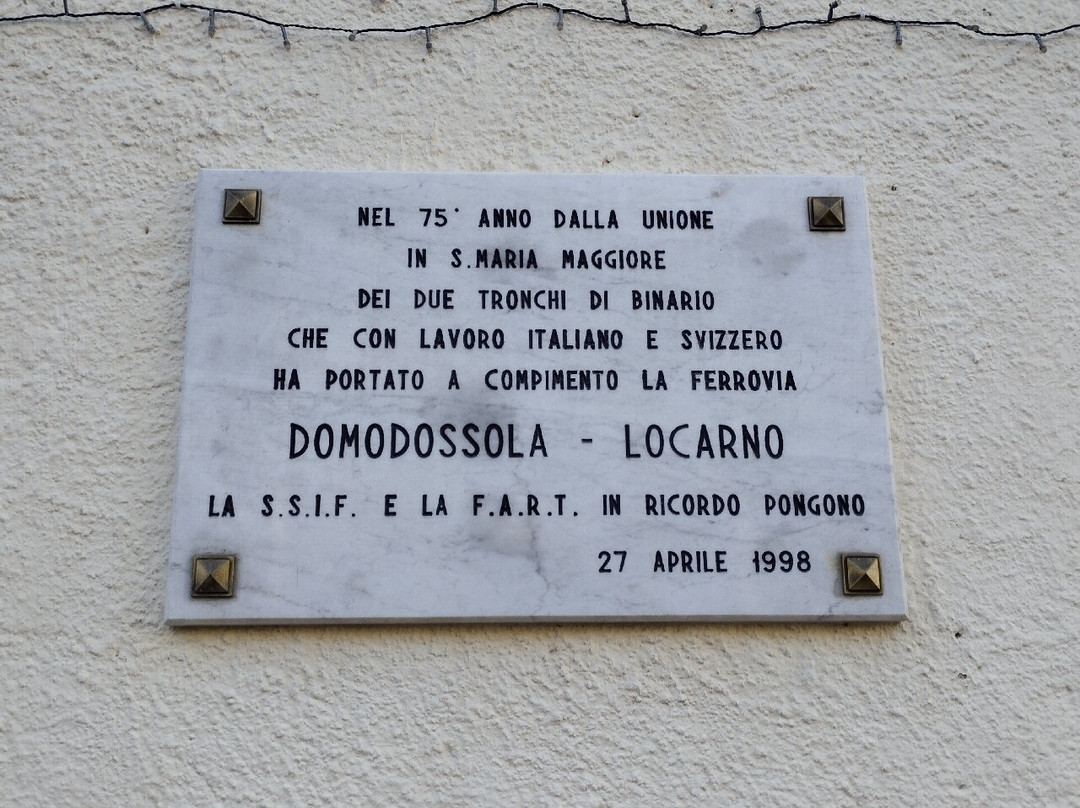 NEL 75° ANNO DALLA UNIONE
IN S.MARIA MAGGIORE
DEI DUE TRONCHI DI BINARIO
CHE CON LAVORO ITALIANO E SVIZZERO
HA PORTATO A COMPIMENTO LA FERROVIA
DOMODOSSOLA - LOCARNO
LA S.S.I.F. E LA F.A.R.T. IN RICORDO PONGONO
27 APRILE 1998